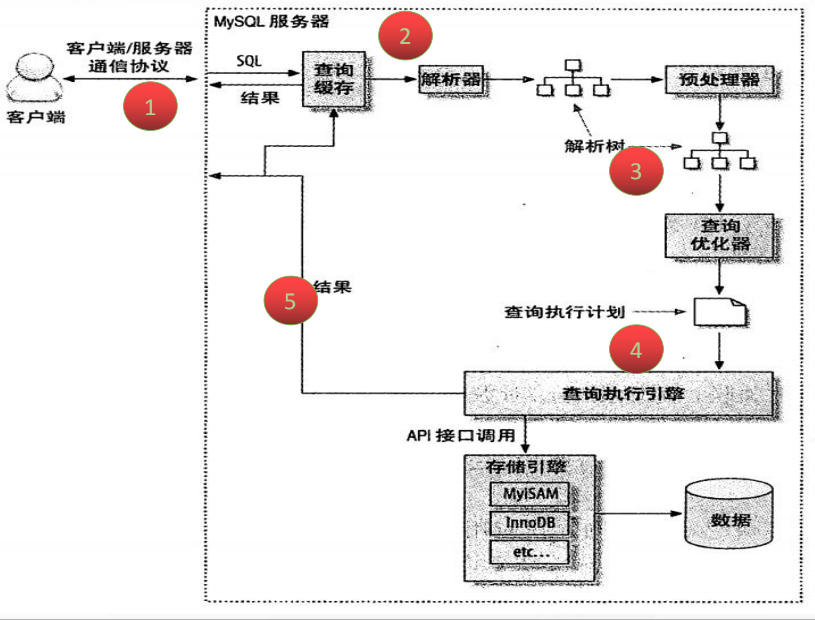 MySQL 服务器
客户端/服务器
通信协议
1
客户端
SQL
结果
查询
缓存
2
解析器
预处理器
解析树
3
查询
优化器
5
结果
查询执行计划
4
查询执行引擎
API 接口调用
存储引擎
MyISAM
InnoDB
etc...
数据